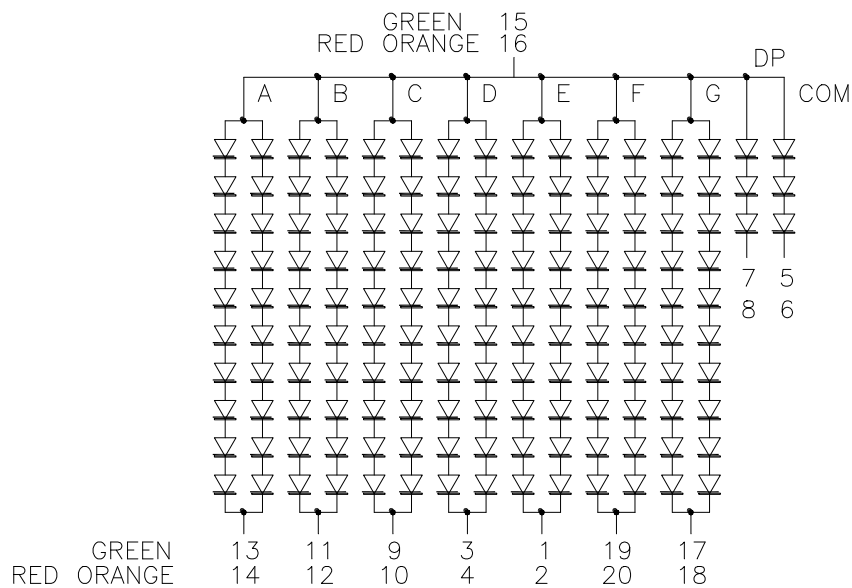 GREEN 15
RED ORANGE 16
DP
A B C D E F G COM
7 5
8 6
GREEN 13 11 9 3 1 19 17
RED ORANGE 14 12 10 4 2 20 18